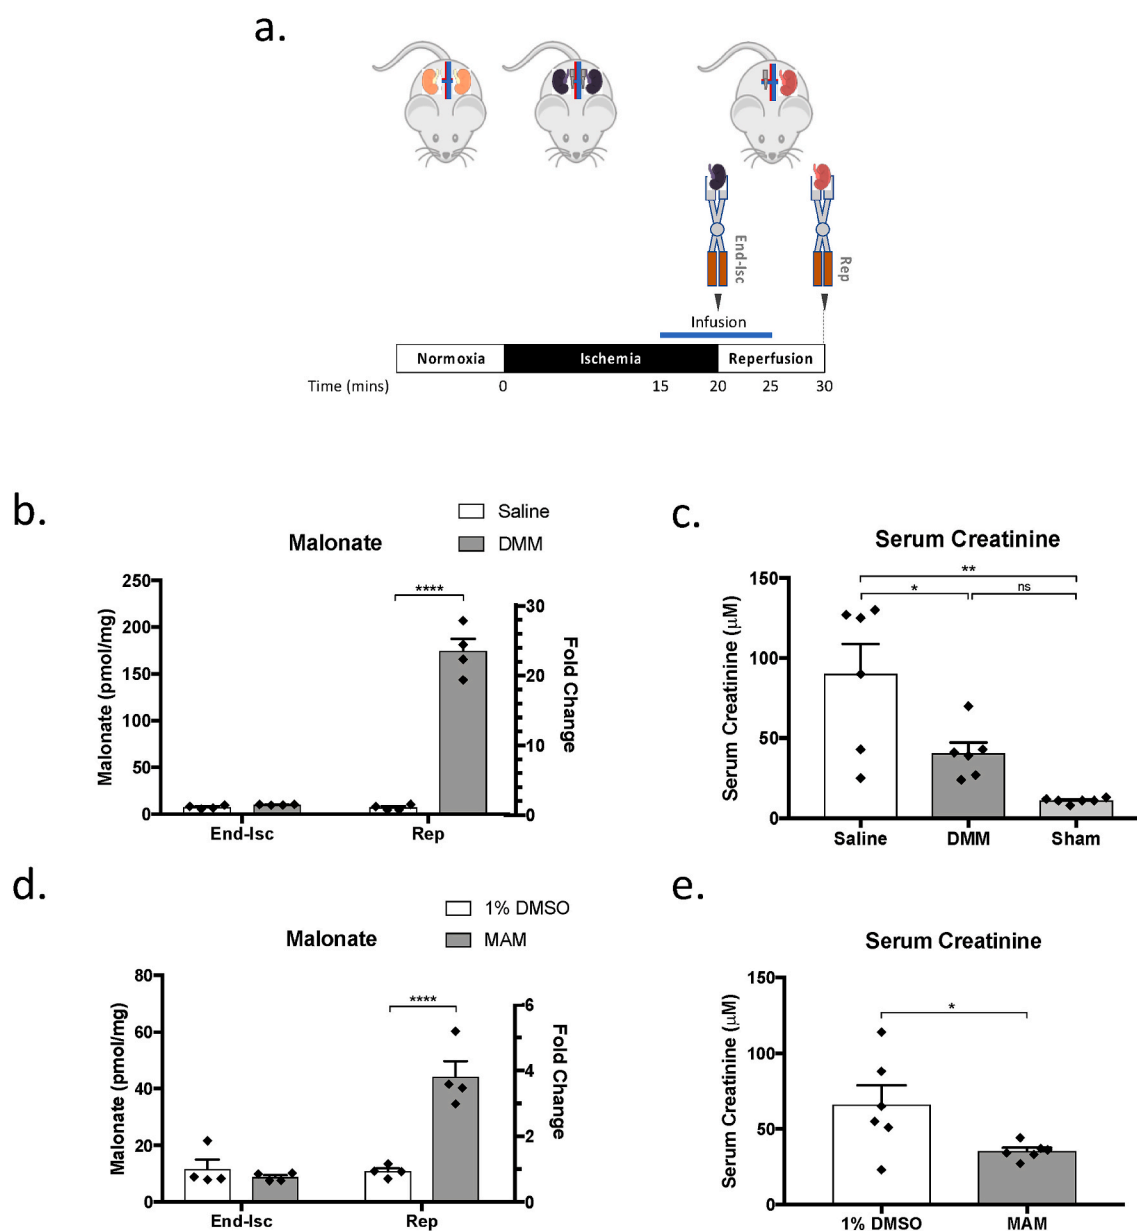 a.
End-Isc
Rep
Infusion
Normoxia Ischemia Reperfusion
Time (mins) 0 15 20 25 30
b.
Malonate
Saline
DMM
Malonate (pmol/mg)
250
200
150
100
50
0
****
30
20
10
0
Fold Change
End-Isc Rep
c.
Serum Creatinine
Serum Creatinine (μM)
150
100
50
0
**
* ns
Saline DMM Sham
d.
Malonate
1% DMSO
MAM
Malonate (pmol/mg)
80
60
40
20
0
****
6
4
2
0
Fold Change
End-Isc Rep
e.
Serum Creatinine
Serum Creatinine (μM)
150
100
50
0
*
1% DMSO MAM